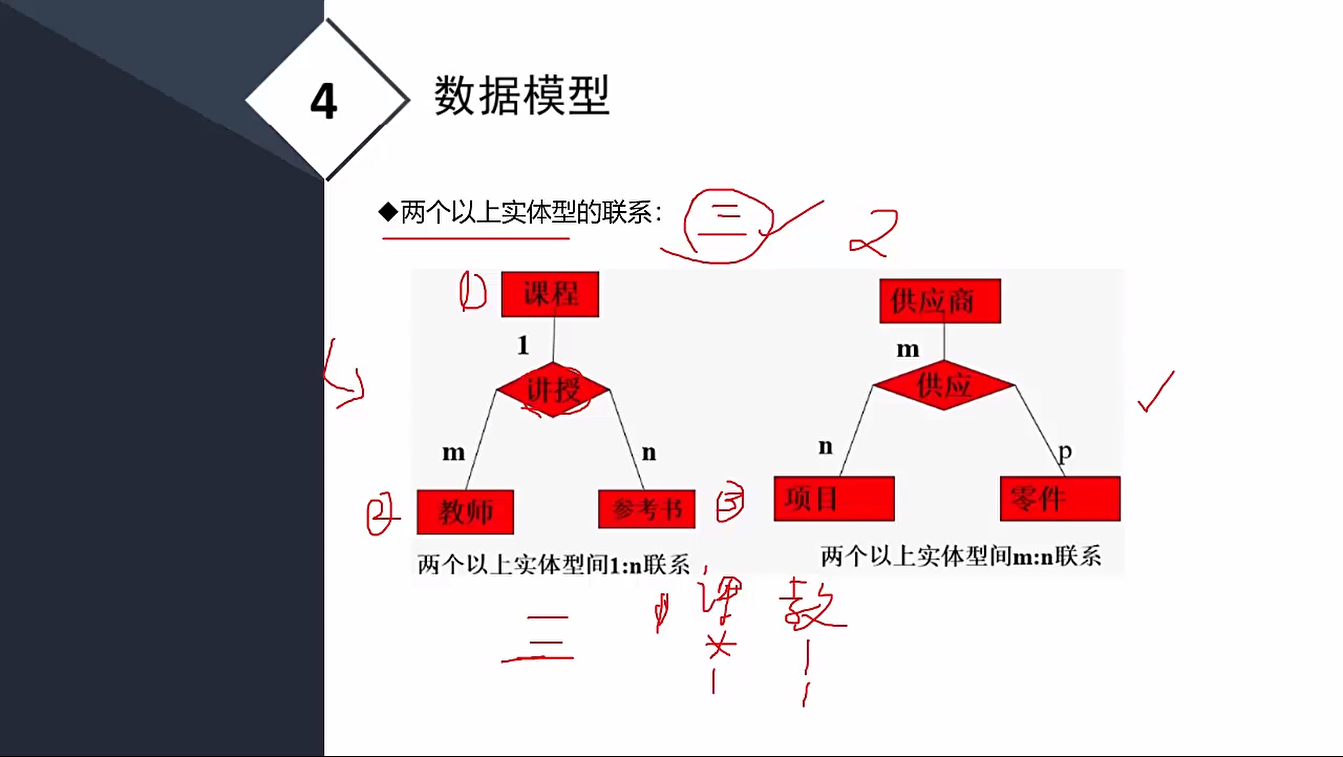 4
数据模型
◆两个以上实体型的联系：
三
2
① 课程
1
讲授
m
n
② 教师
参考书 ③
两个以上实体型间1:n联系
供应商
m
供应
n
p
项目
零件
两个以上实体型间m:n联系
三
课 教